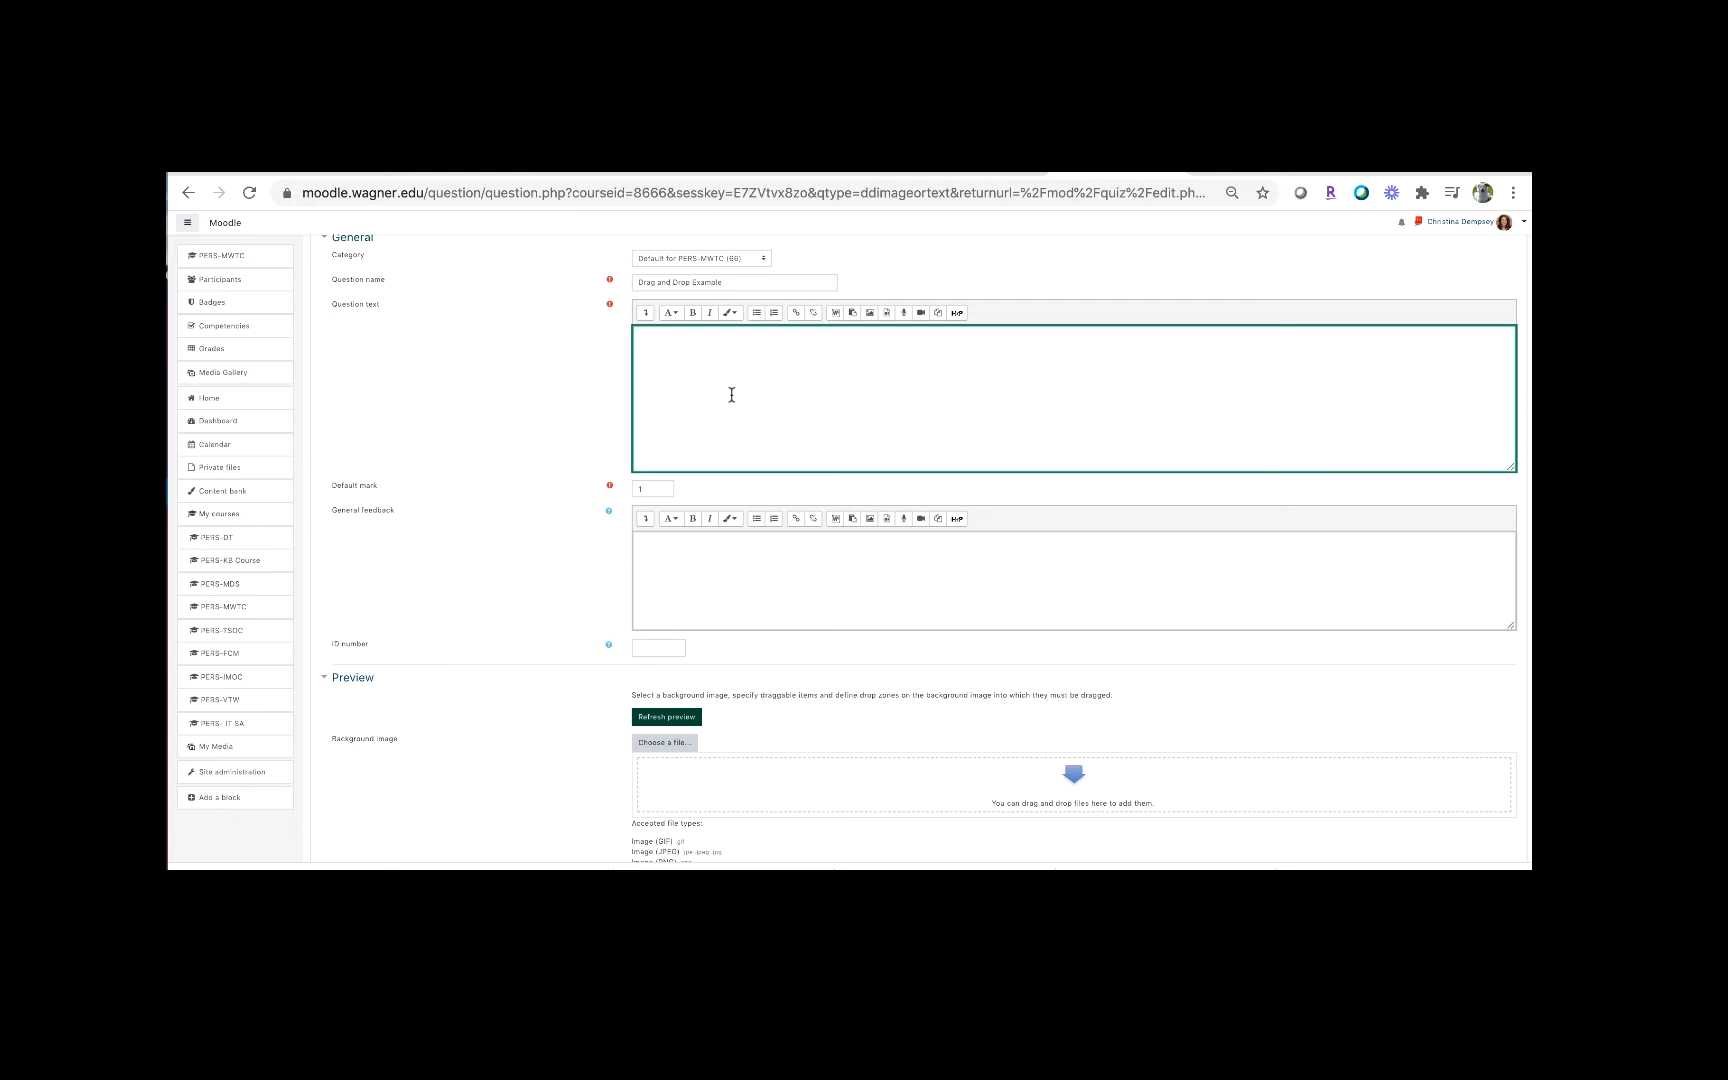 moodle.wagner.edu/question/question.php?courseid=8666&sesskey=E7ZVtvx8zo&qtype=ddimageortext&returnurl=%2Fmod%2Fquiz%2Fedit.ph...
R
Moodle
Christina Dempsey
PERS-MWTC
Participants
Badges
Competencies
Grades
Media Gallery
Home
Dashboard
Calendar
Private files
Content bank
My courses
PERS-DT
PERS-KB Course
PERS-MDS
PERS-MWTC
PERS-TSOC
PERS-FCM
PERS-IMOC
PERS-VTW
PERS- IT SA
My Media
Site administration
Add a block
General
Category
Default for PERS-MWTC (66)
Question name
Drag and Drop Example
Question text
A B I
H-P
Default mark
1
General feedback
A B I
H-P
ID number
Preview
Select a background image, specify draggable items and define drop zones on the background image into which they must be dragged.
Refresh preview
Background image
Choose a file...
You can drag and drop files here to add them.
Accepted file types:
Image (GIF) .gif
Image (JPEG) .jpe .jpeg .jpg
Image (PNG)